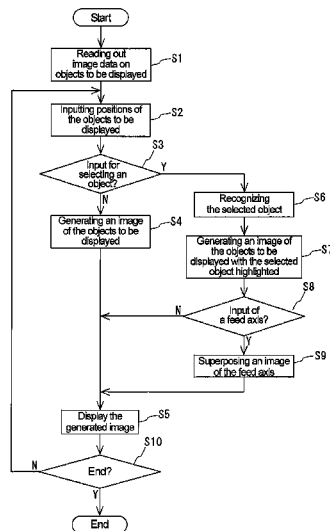 Start
Reading out
image data on
objects to be displayed
S1
Inputting positions
of the objects to be
displayed
S2
Input for
selecting an
object?
S3
Y
N
Generating an image
of the objects to be
displayed
S4
Recognizing
the selected object
S6
Generating an image of
the objects to be
displayed with the selected
object highlighted
S7
Input of
a feed axis?
S8
N
Y
Superposing an image
of the feed axis
S9
Display the
generated image
S5
End?
S10
N
Y
End